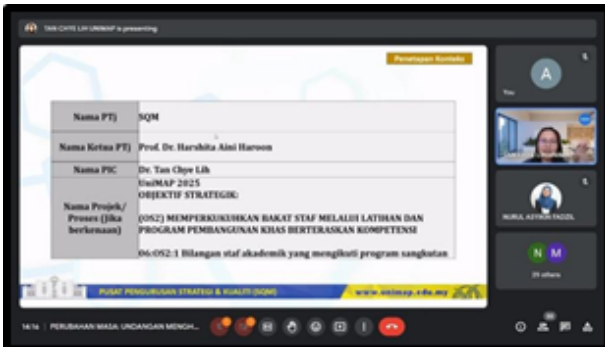 TAN CHYE LIH UNIMAP is presenting
Penetapan Konteks
Nama PTJ
SQM
Nama Ketua PTJ
Prof. Dr. Harshita Aini Haroon
Nama PIC
Dr. Tan Chye Lih
Nama Projek/
Proses (Jika
berkenaan)
UniMAP 2025
OBJEKTIF STRATEGIK:
(OS2) MEMPERKUKUHKAN BAKAT STAF MELALUI LATIHAN DAN
PROGRAM PEMBANGUNAN KHAS BERTERASKAN KOMPETENSI
06:OS2:1 Bilangan staf akademik yang mengikuti program sangkutan
PUSAT PENGURUSAN STRATEGI & KUALITI (SQM)
www.unimap.edu.my
A
You
NURUL ASYIKIN FADZIL
N M
31 others
14:14 | PERUBAHAN MASA: UNDANGAN MENGH...